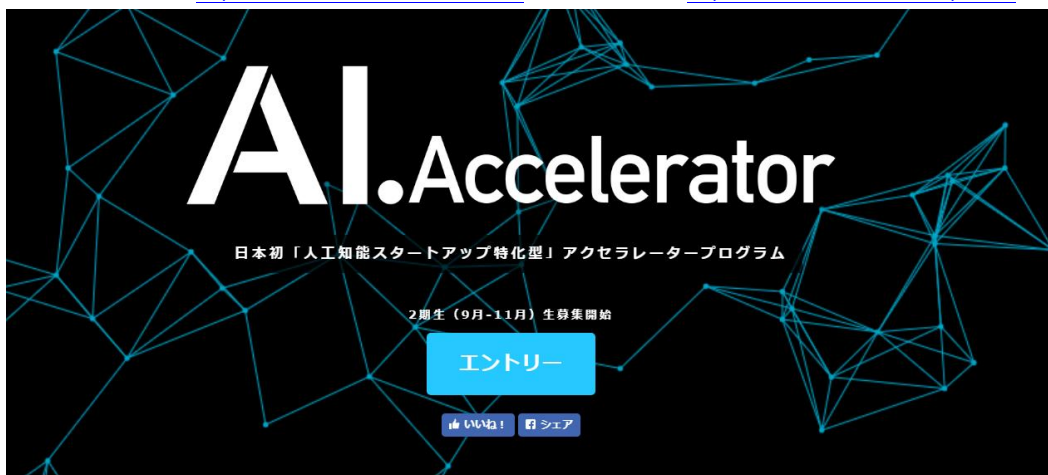 AI.Accelerator
日本初「人工知能スタートアップ特化型」アクセラレータープログラム
2期生（9月-11月）生募集開始
エントリー
いいね！ シェア